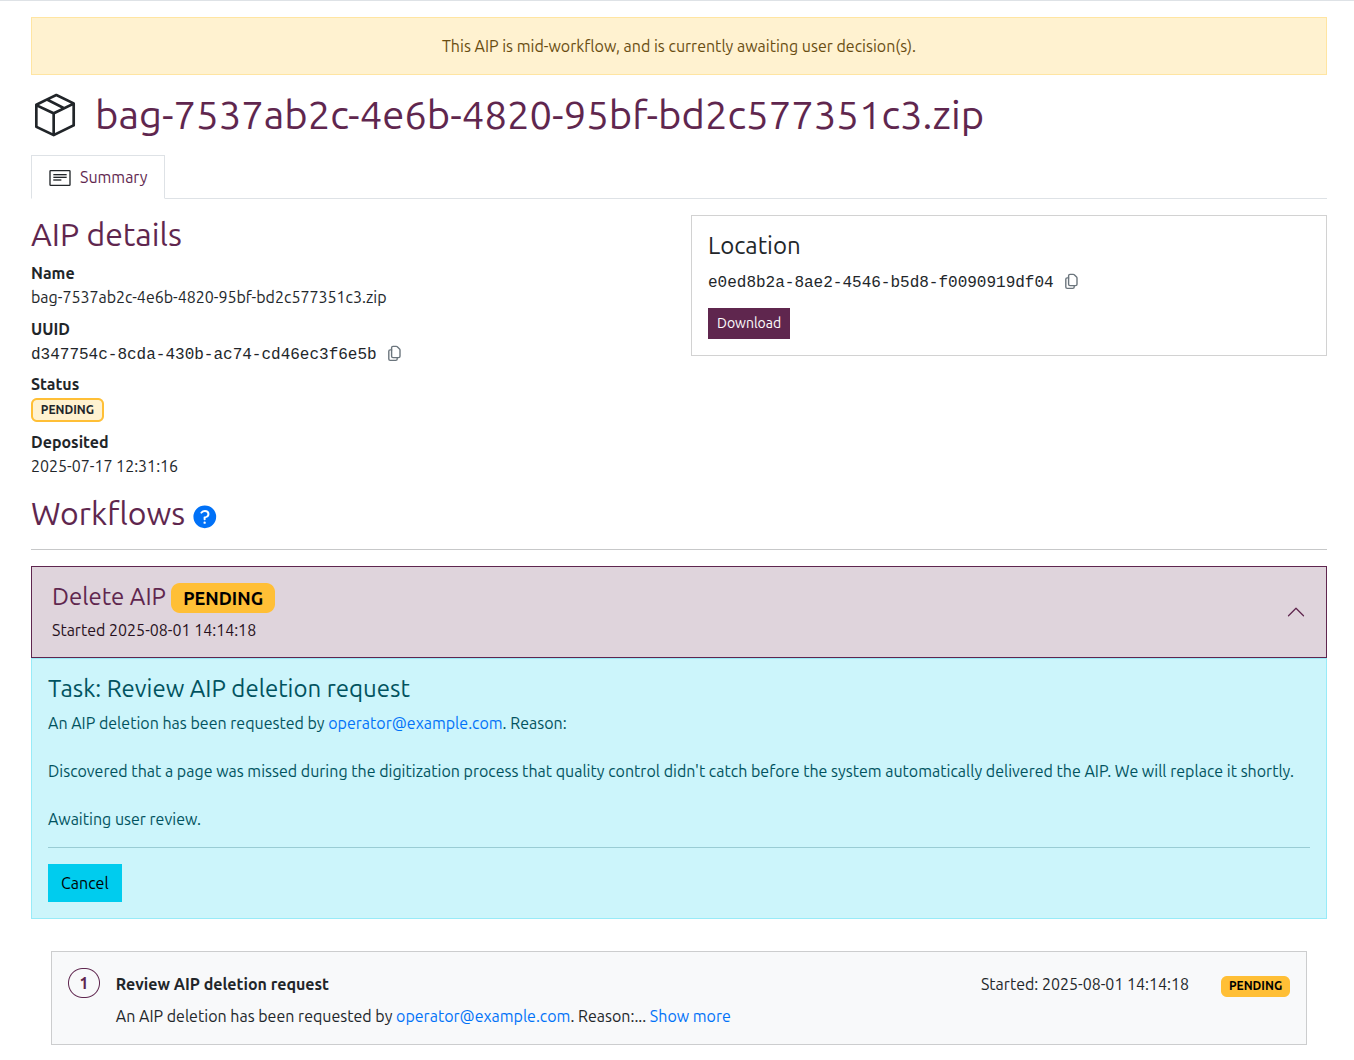 This AIP is mid-workflow, and is currently awaiting user decision(s).
bag-7537ab2c-4e6b-4820-95bf-bd2c577351c3.zip
Summary
AIP details
Name
bag-7537ab2c-4e6b-4820-95bf-bd2c577351c3.zip
UUID
d347754c-8cda-430b-ac74-cd46ec3f6e5b
Status
PENDING
Deposited
2025-07-17 12:31:16
Location
e0ed8b2a-8ae2-4546-b5d8-f0090919df04
Download
Workflows ?
Delete AIP PENDING
Started 2025-08-01 14:14:18
Task: Review AIP deletion request
An AIP deletion has been requested by operator@example.com. Reason:
Discovered that a page was missed during the digitization process that quality control didn't catch before the system automatically delivered the AIP. We will replace it shortly.
Awaiting user review.
Cancel
1 Review AIP deletion request Started: 2025-08-01 14:14:18 PENDING
An AIP deletion has been requested by operator@example.com. Reason:... Show more